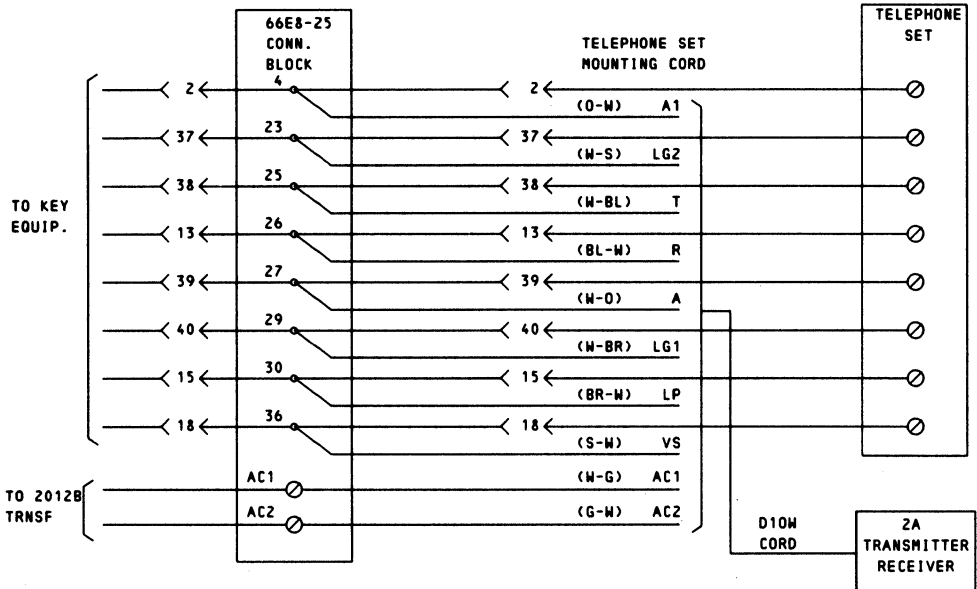 66E8-25
CONN.
BLOCK
TELEPHONE SET
MOUNTING CORD
TELEPHONE
SET
2 4 2
(O-W) A1
37 23 37
(W-S) LG2
38 25 38
(W-BL) T
TO KEY
EQUIP.
13 26 13
(BL-W) R
39 27 39
(W-O) A
40 29 40
(W-BR) LG1
15 30 15
(BR-W) LP
18 36 18
(S-W) VS
TO 2012B
TRNSF
AC1 (W-G) AC1
AC2 (G-W) AC2
D10W
CORD
2A
TRANSMITTER
RECEIVER